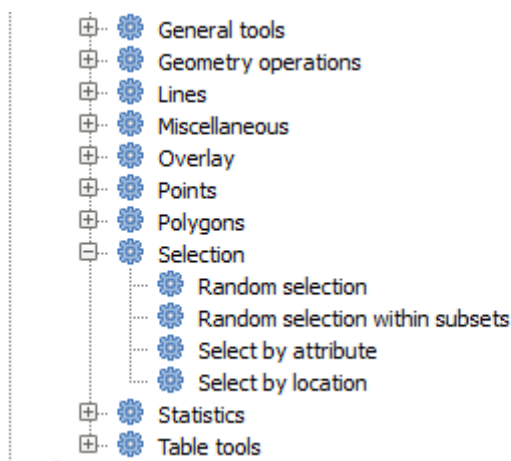 General tools
Geometry operations
Lines
Miscellaneous
Overlay
Points
Polygons
Selection
Random selection
Random selection within subsets
Select by attribute
Select by location
Statistics
Table tools